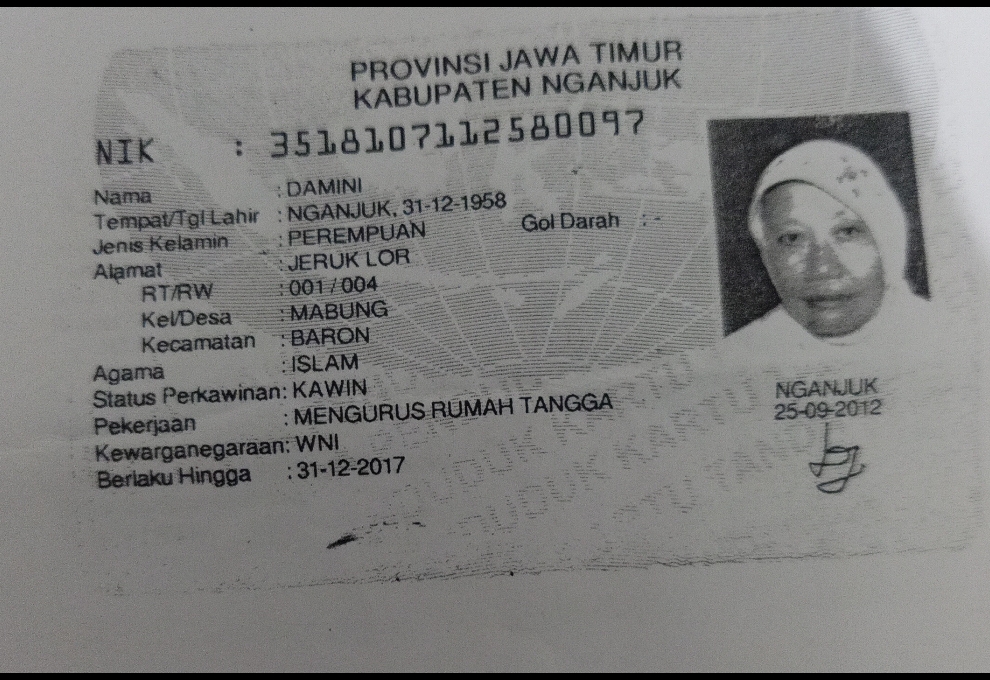 PROVINSI JAWA TIMUR
KABUPATEN NGANJUK
NIK : 3518107112580097
Nama : DAMINI
Tempat/Tgl Lahir : NGANJUK, 31-12-1958
Jenis Kelamin : PEREMPUAN Gol Darah : -
Alamat : JERUK LOR
RT/RW : 001 / 004
Kel/Desa : MABUNG
Kecamatan : BARON
Agama : ISLAM
Status Perkawinan: KAWIN
Pekerjaan : MENGURUS RUMAH TANGGA
Kewarganegaraan: WNI
Berlaku Hingga : 31-12-2017
NGANJUK
25-09-2012